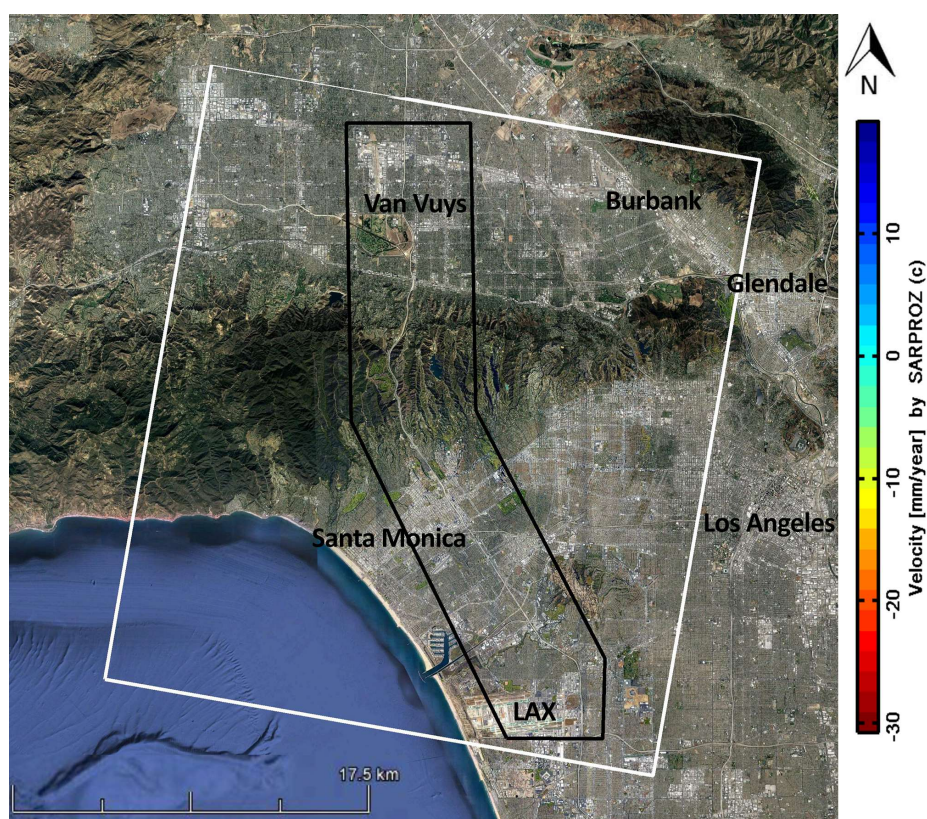 N
Van Vuys
Burbank
Glendale
Santa Monica
Los Angeles
LAX
17.5 km
10
0
-10
-20
-30
Velocity [mm/year] by SARPROZ (c)